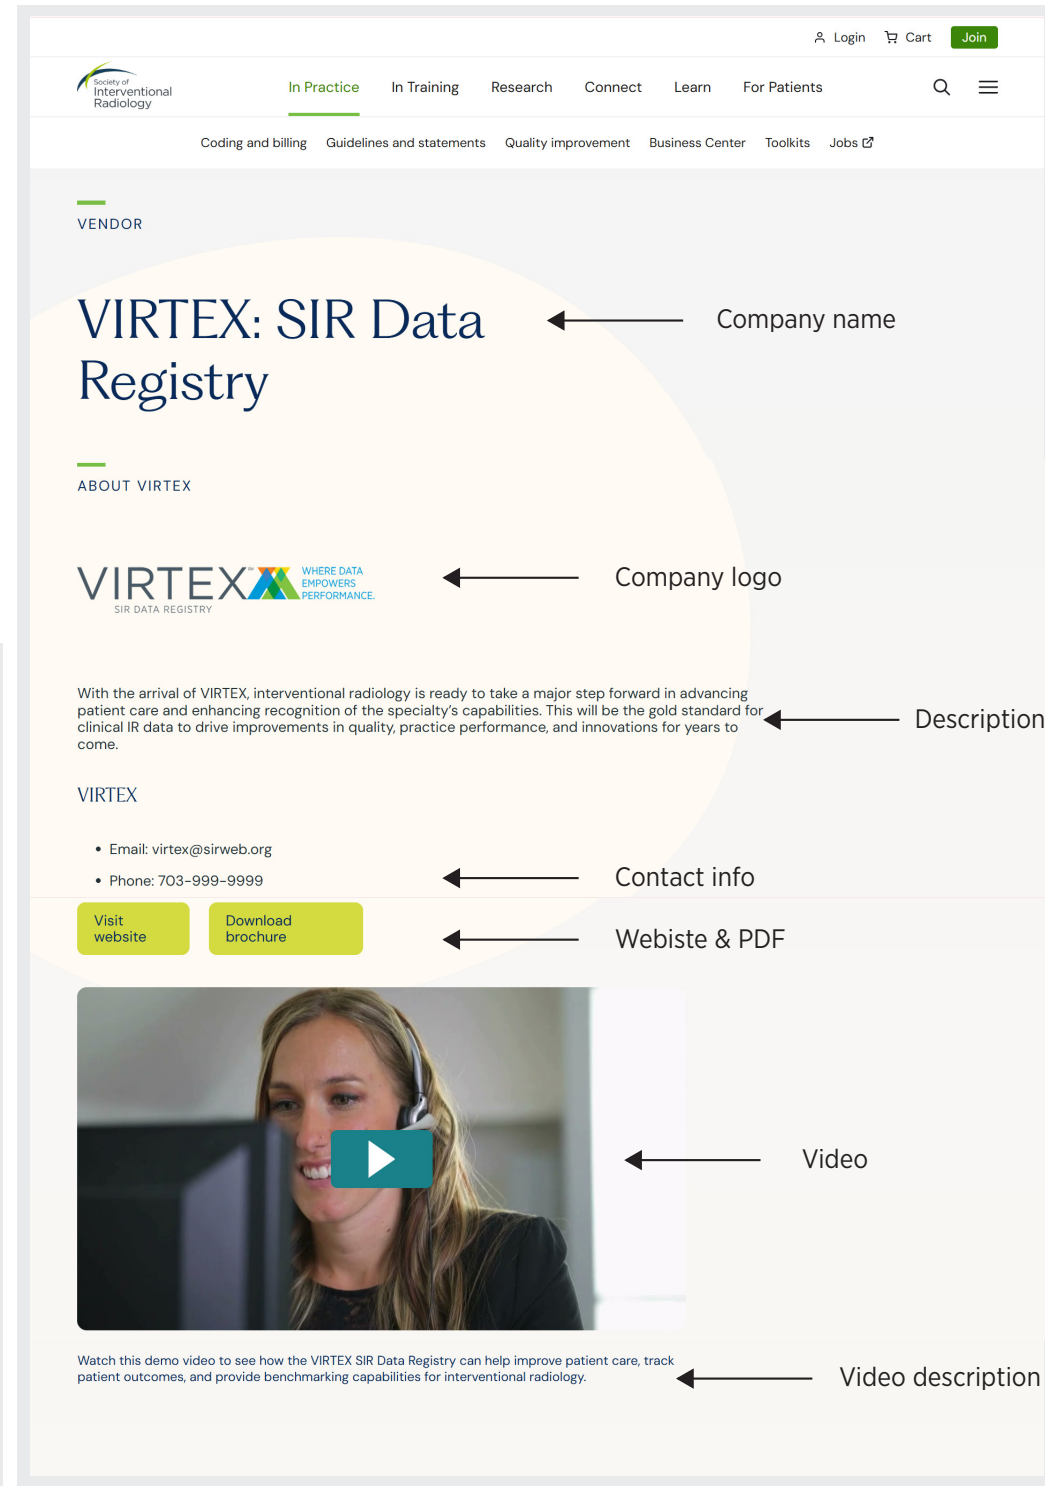 Login Cart Join
Society of
Interventional
Radiology
In Practice In Training Research Connect Learn For Patients
Coding and billing Guidelines and statements Quality improvement Business Center Toolkits Jobs
VENDOR
VIRTEX: SIR Data
Registry
Company name
ABOUT VIRTEX
VIRTEX
SIR DATA REGISTRY
WHERE DATA
EMPOWERS
PERFORMANCE.
Company logo
With the arrival of VIRTEX, interventional radiology is ready to take a major step forward in advancing
patient care and enhancing recognition of the specialty's capabilities. This will be the gold standard for
clinical IR data to drive improvements in quality, practice performance, and innovations for years to
come.
Description
VIRTEX
• Email: virtex@sirweb.org
• Phone: 703-999-9999
Contact info
Visit
website
Download
brochure
Webiste & PDF
Video
Watch this demo video to see how the VIRTEX SIR Data Registry can help improve patient care, track
patient outcomes, and provide benchmarking capabilities for interventional radiology.
Video description